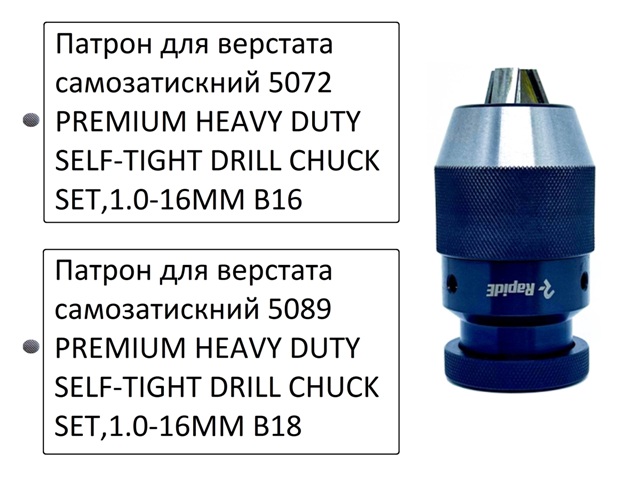 Патрон для верстата
самозатискний 5072
PREMIUM HEAVY DUTY
SELF-TIGHT DRILL CHUCK
SET,1.0-16MM B16
Патрон для верстата
самозатискний 5089
PREMIUM HEAVY DUTY
SELF-TIGHT DRILL CHUCK
SET,1.0-16MM B18
RapidE